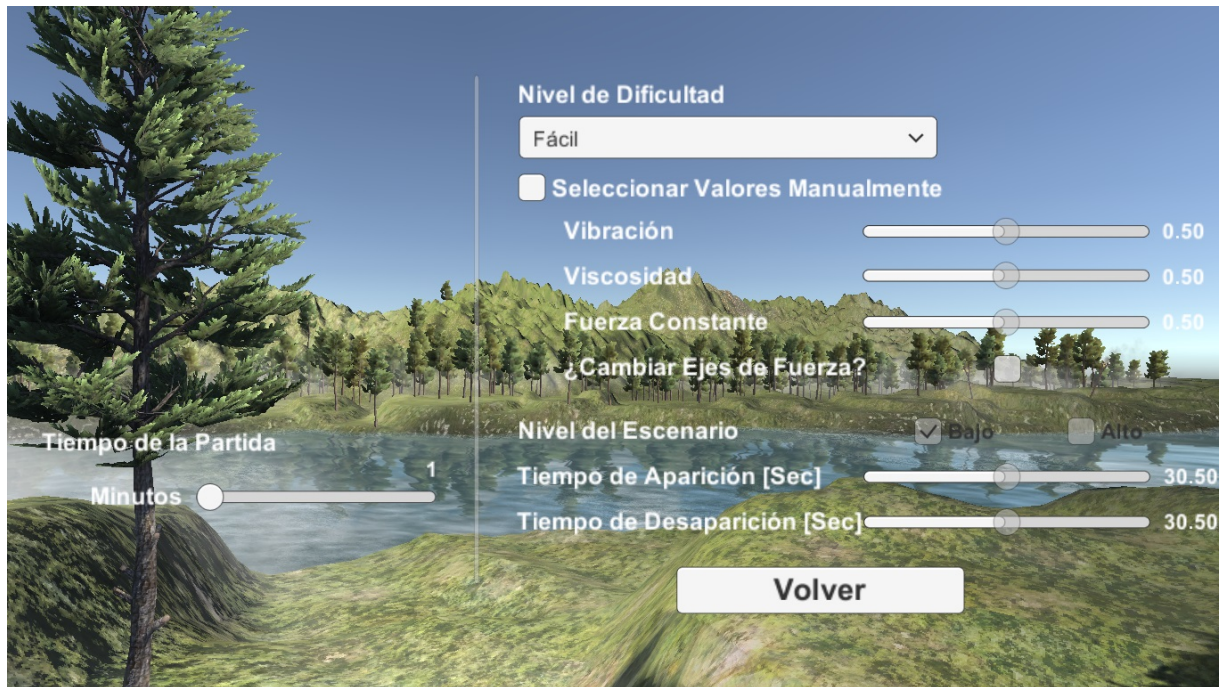 Nivel de Dificultad
Fácil
Seleccionar Valores Manualmente
Vibración 0.50
Viscosidad 0.50
Fuerza Constante 0.50
¿Cambiar Ejes de Fuerza?
Nivel del Escenario Bajo Alto
Tiempo de Aparición [Sec] 30.50
Tiempo de Desaparición [Sec] 30.50
Tiempo de la Partida
1
Minutos
Volver